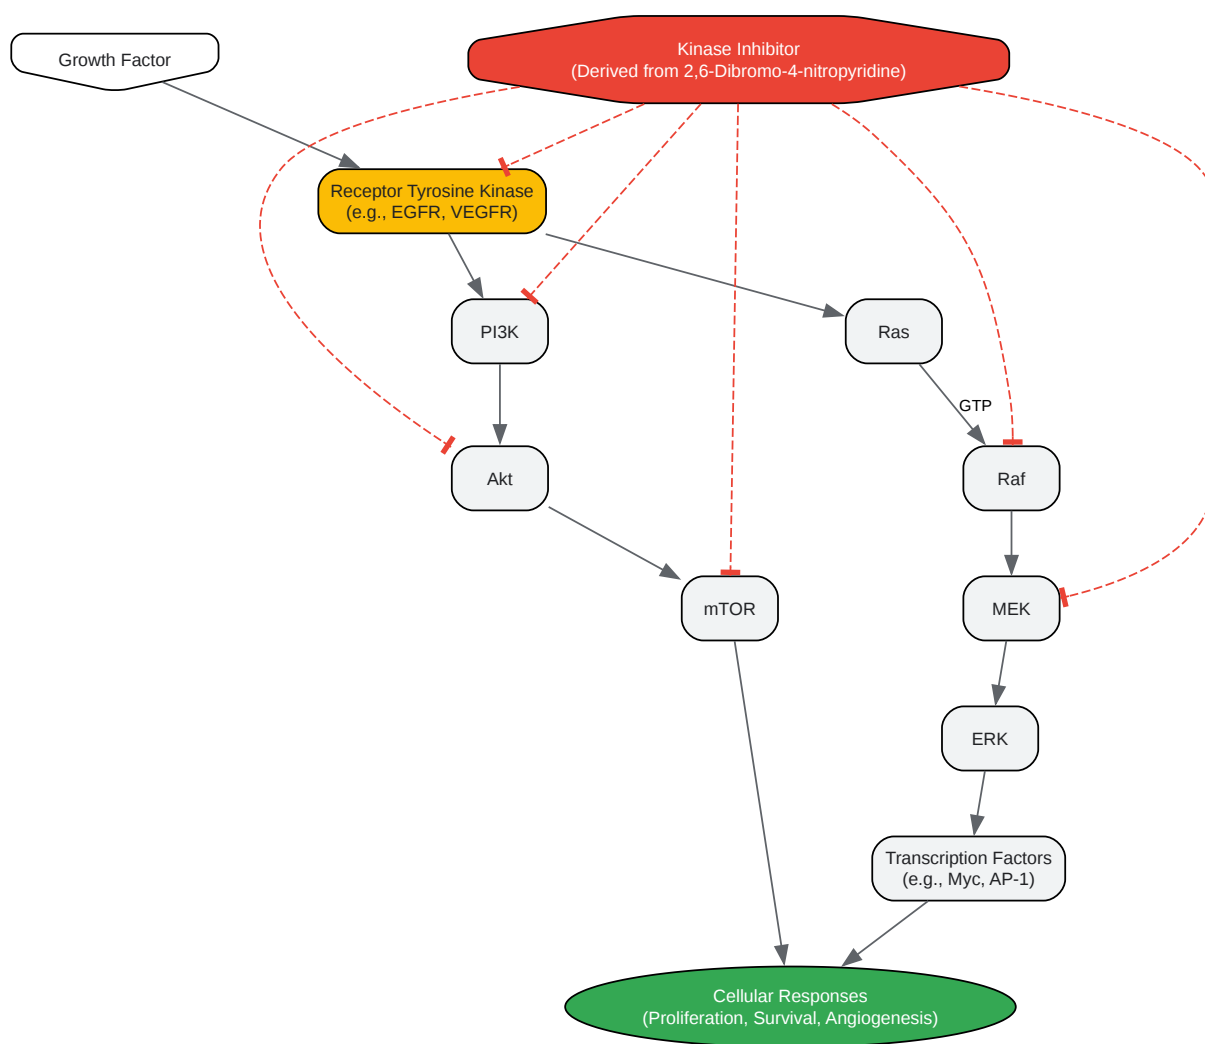 Growth Factor
Kinase Inhibitor
(Derived from 2,6-Dibromo-4-nitropyridine)
Receptor Tyrosine Kinase
(e.g., EGFR, VEGFR)
PI3K
Ras
GTP
Akt
Raf
mTOR
MEK
ERK
Transcription Factors
(e.g., Myc, AP-1)
Cellular Responses
(Proliferation, Survival, Angiogenesis)